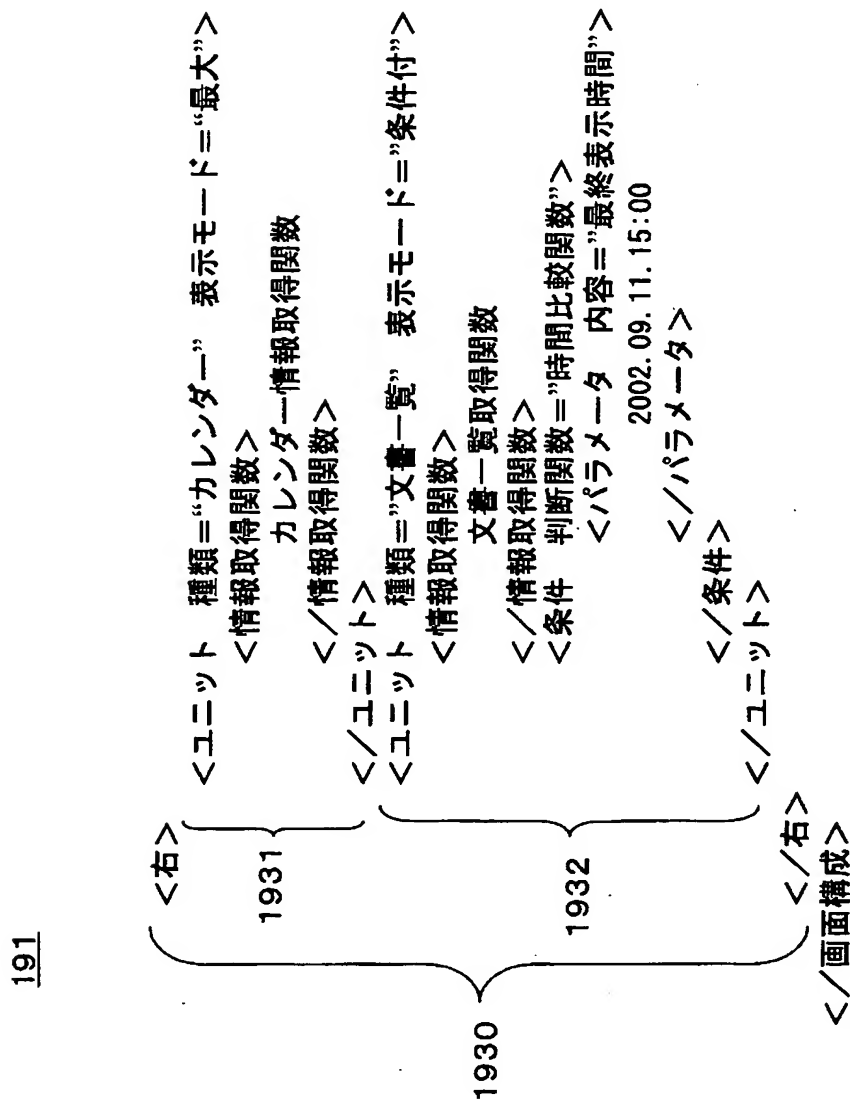 191
<右>
<ユニット 種類=“カレンダー” 表示モード=“最大”>
<情報取得関数>
カレンダー情報取得関数
</情報取得関数>
</ユニット>
1931
<ユニット 種類=”文書一覧” 表示モード=”条件付”>
<情報取得関数>
文書一覧取得関数
</情報取得関数>
<条件 判断関数=”時間比較関数”>
<パラメータ 内容=”最終表示時間”>
2002.09.11.15:00
</パラメータ>
</条件>
</ユニット>
1932
</右>
1930
</画面構成>